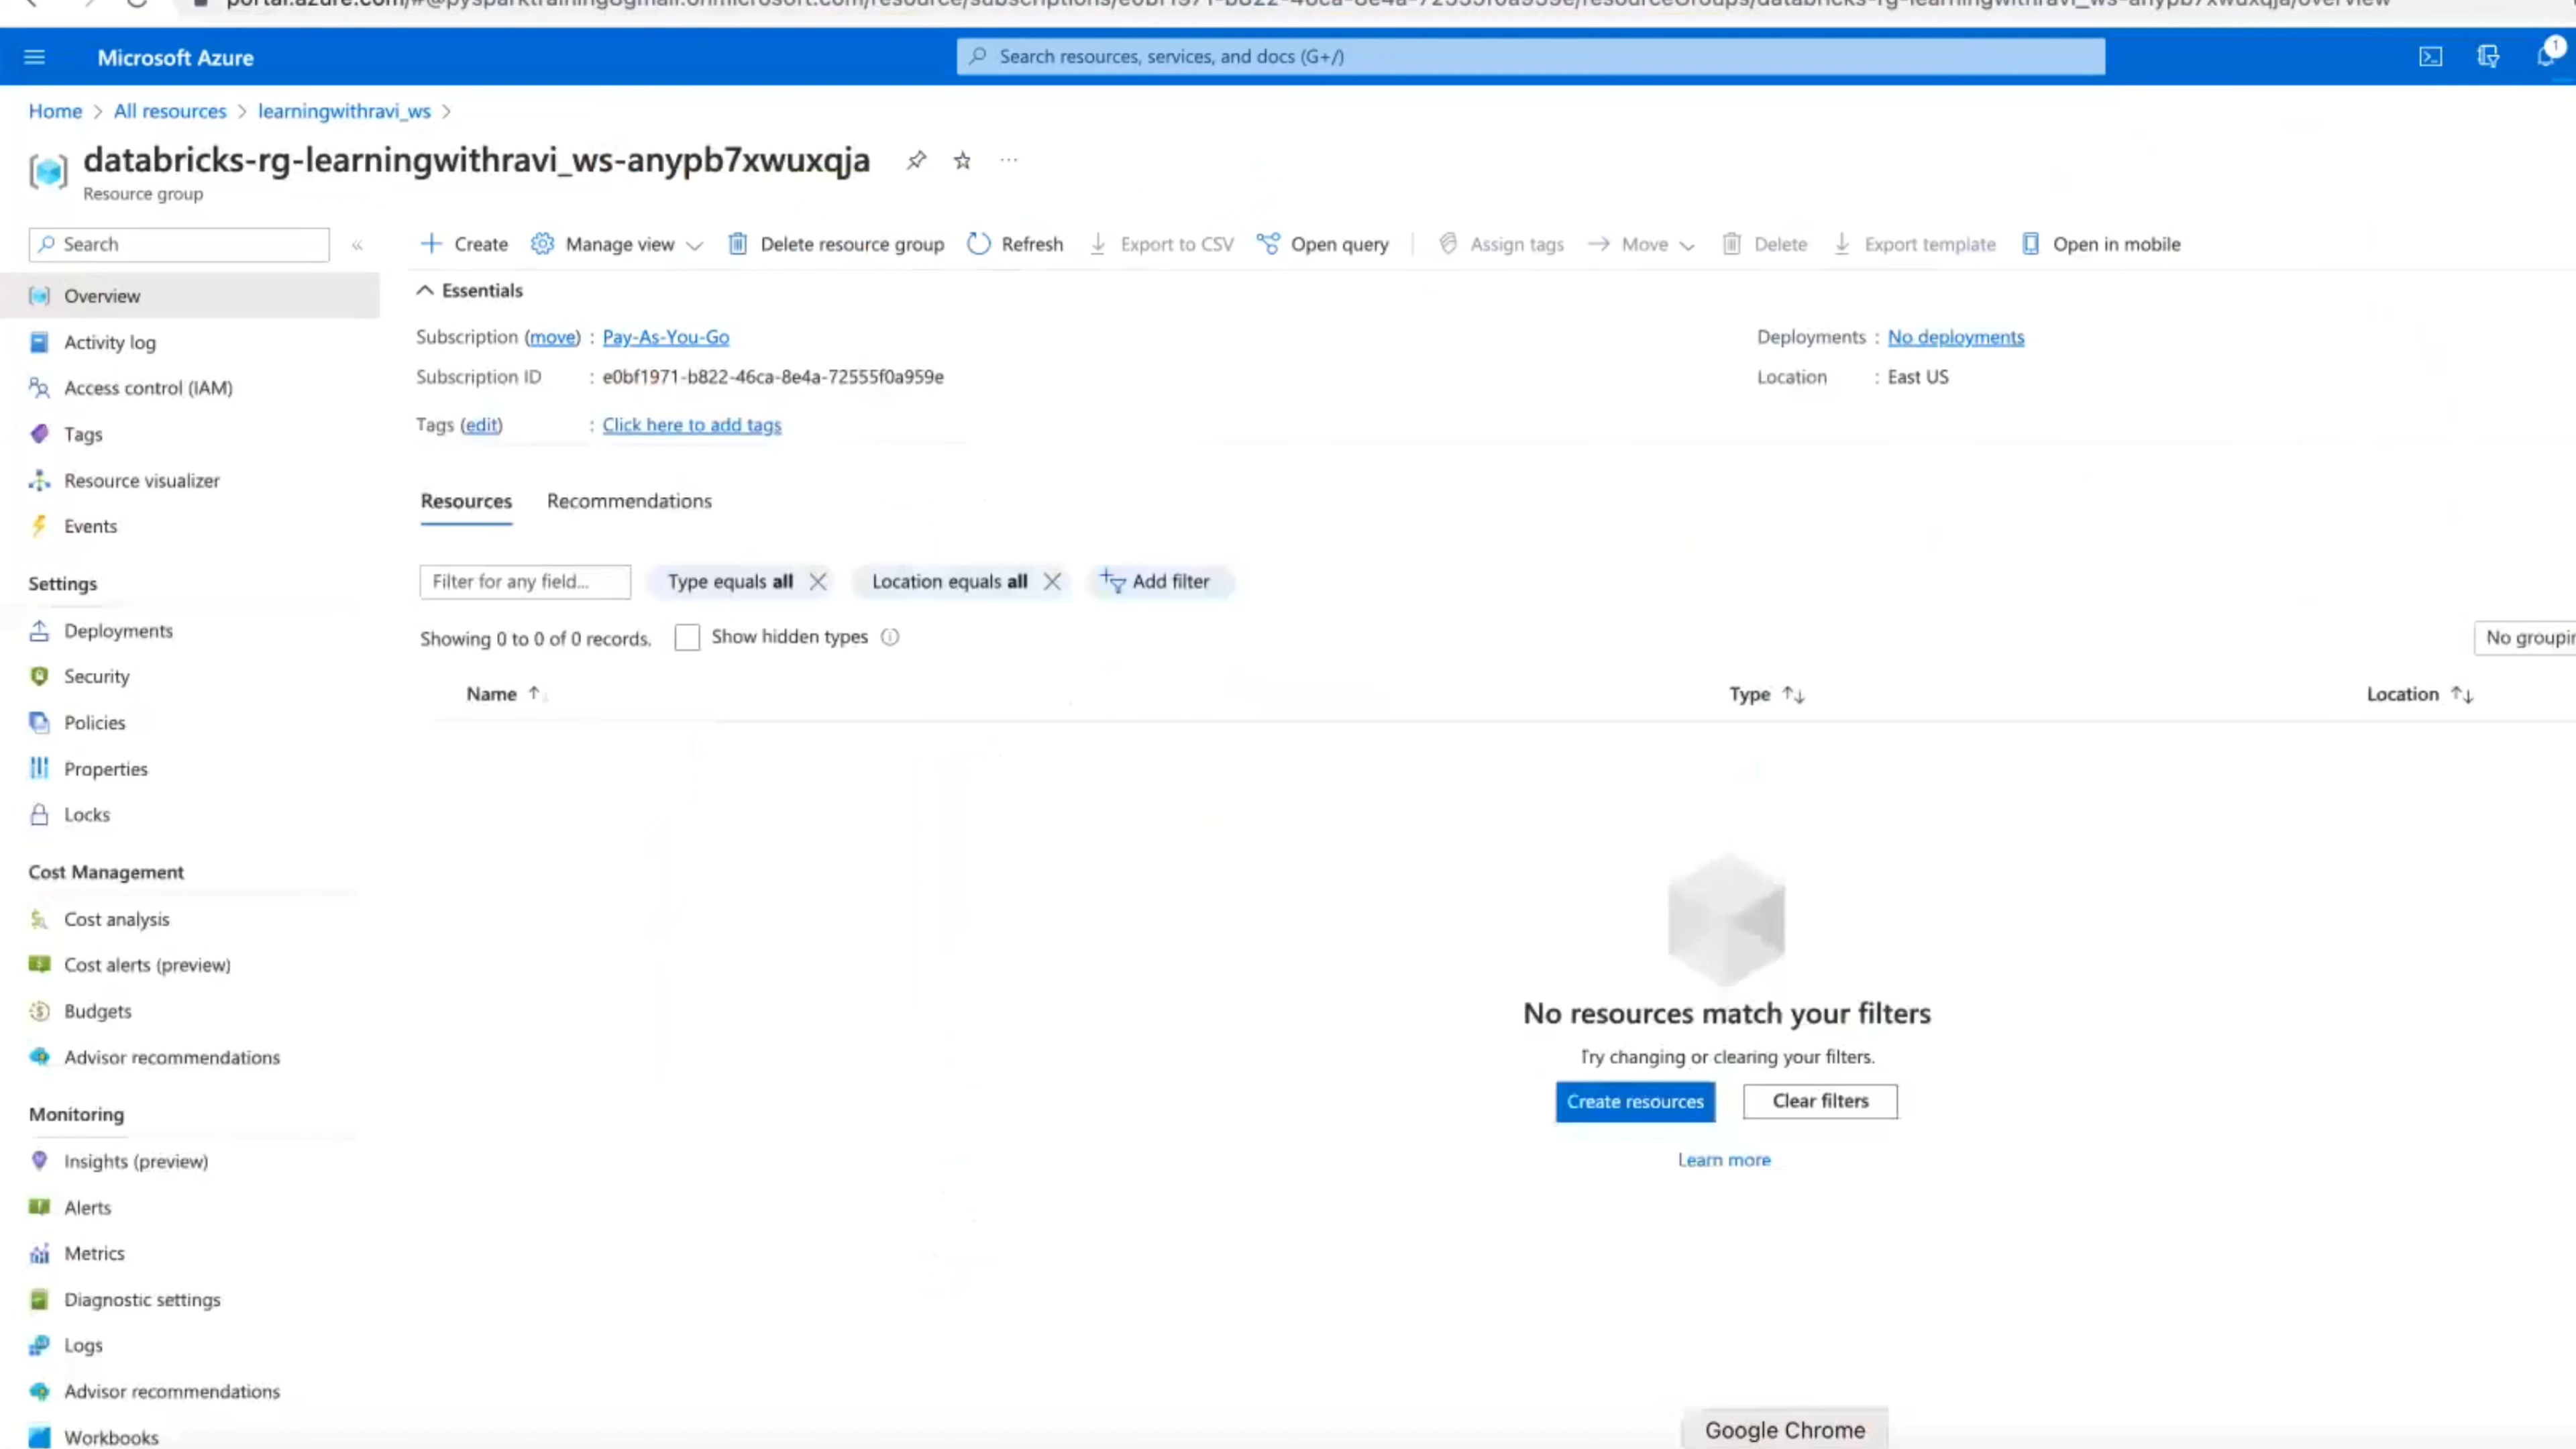 Microsoft Azure
Search resources, services, and docs (G+/)
1
Home > All resources > learningwithravi_ws >
databricks-rg-learningwithravi_ws-anypb7xwuxqja
Resource group
Search
Create Manage view Delete resource group Refresh Export to CSV Open query Assign tags Move Delete Export template Open in mobile
Overview
Activity log
Access control (IAM)
Tags
Resource visualizer
Events
Settings
Deployments
Security
Policies
Properties
Locks
Cost Management
Cost analysis
Cost alerts (preview)
Budgets
Advisor recommendations
Monitoring
Insights (preview)
Alerts
Metrics
Diagnostic settings
Logs
Advisor recommendations
Workbooks
Essentials
Subscription (move) : Pay-As-You-Go
Subscription ID : e0bf1971-b822-46ca-8e4a-72555f0a959e
Tags (edit) : Click here to add tags
Deployments : No deployments
Location : East US
Resources Recommendations
Filter for any field... Type equals all Location equals all Add filter
Showing 0 to 0 of 0 records. Show hidden types
No groupin
Name Type Location
No resources match your filters
Try changing or clearing your filters.
Create resources Clear filters
Learn more
Google Chrome